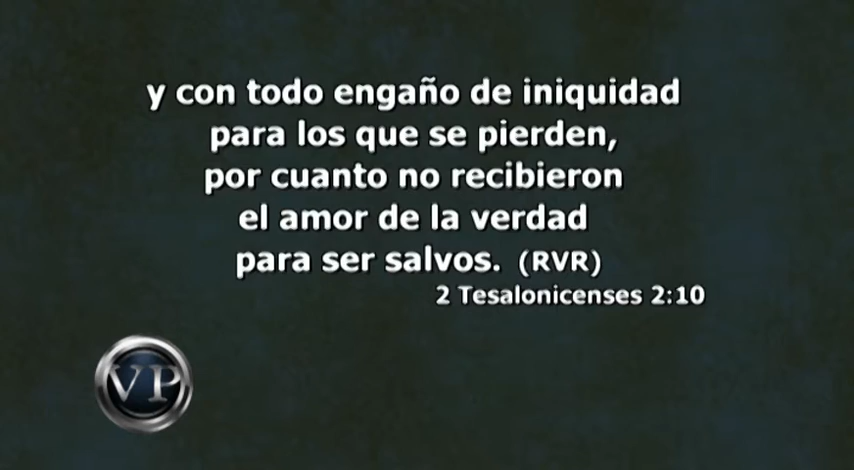 y con todo engaño de iniquidad
para los que se pierden,
por cuanto no recibieron
el amor de la verdad
para ser salvos. (RVR)
2 Tesalonicenses 2:10
VP